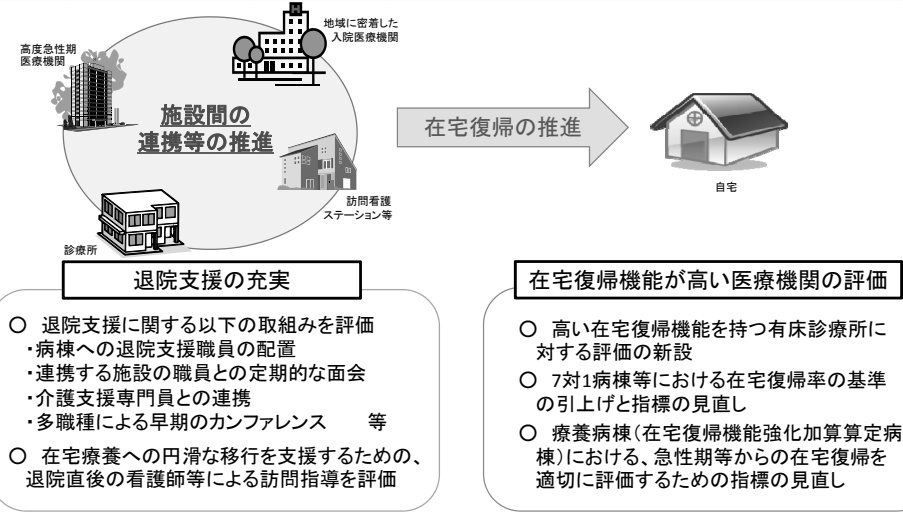 高度急性期
医療機関
地域に密着した
入院医療機関
施設間の
連携等の推進
訪問看護
ステーション等
診療所
在宅復帰の推進
自宅
退院支援の充実
○ 退院支援に関する以下の取組みを評価
・病棟への退院支援職員の配置
・連携する施設の職員との定期的な面会
・介護支援専門員との連携
・多職種による早期のカンファレンス 等
○ 在宅療養への円滑な移行を支援するための、
退院直後の看護師等による訪問指導を評価
在宅復帰機能が高い医療機関の評価
○ 高い在宅復帰機能を持つ有床診療所に
対する評価の新設
○ 7対1病棟等における在宅復帰率の基準
の引上げと指標の見直し
○ 療養病棟(在宅復帰機能強化加算算定病
棟)における、急性期等からの在宅復帰を
適切に評価するための指標の見直し
H